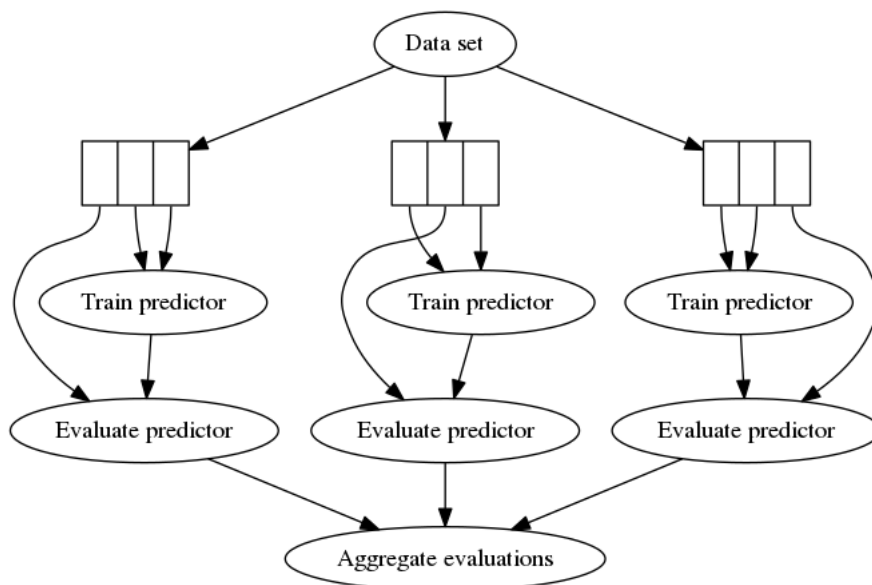 Data set
Train predictor
Train predictor
Train predictor
Evaluate predictor
Evaluate predictor
Evaluate predictor
Aggregate evaluations